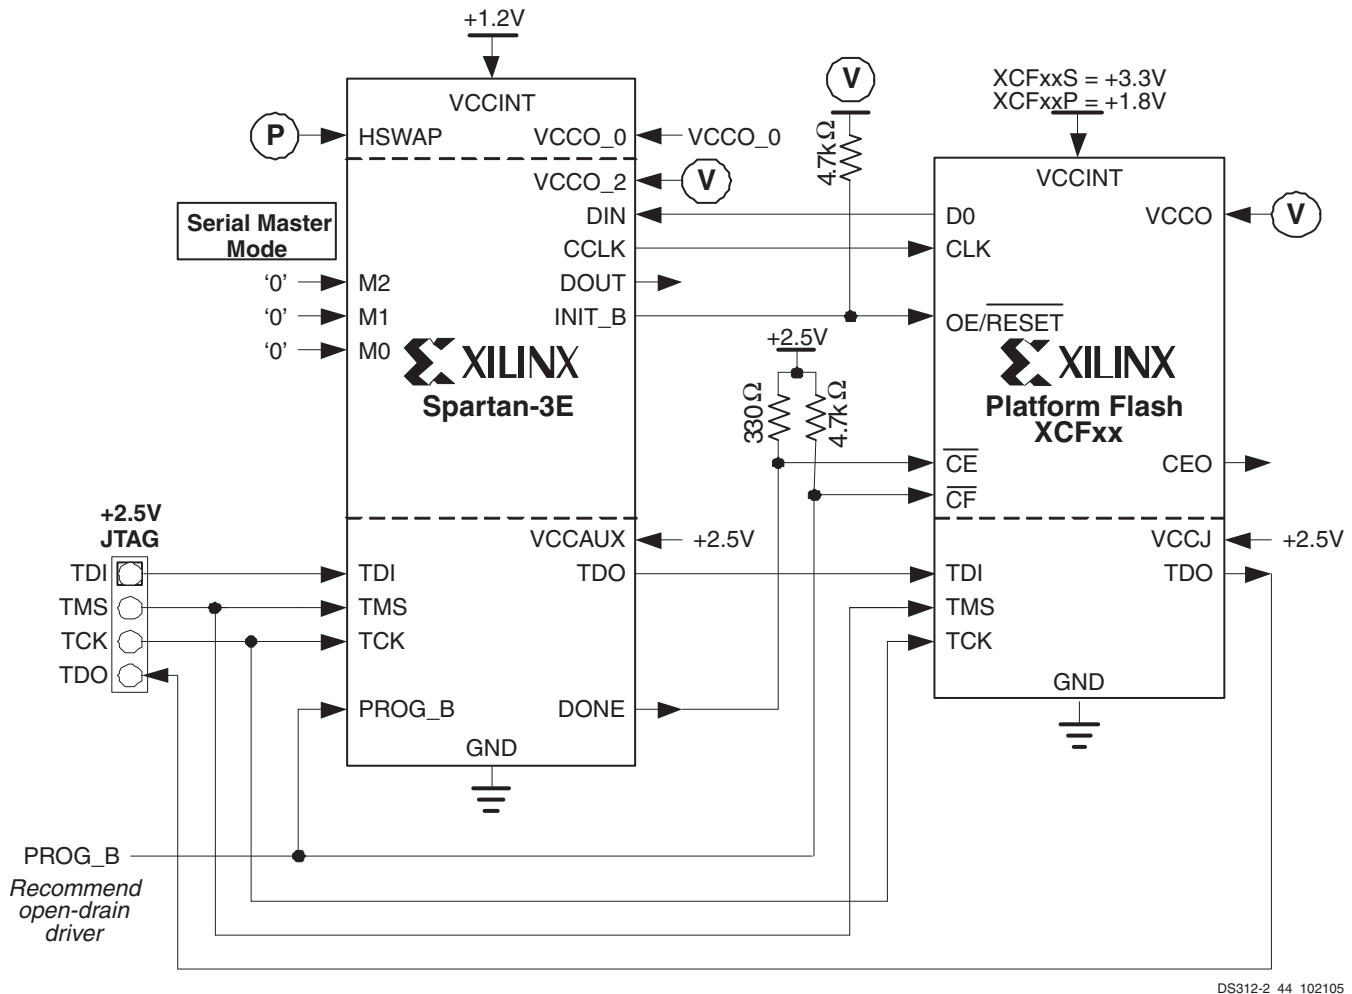 +1.2V
VCCINT
P
HSWAP
VCCO_0
VCCO_0
VCCO_2
V
DIN
CCLK
DOUT
INIT_B
Serial Master
Mode
'0'
M2
'0'
M1
'0'
M0
XILINX
Spartan-3E
V
4.7kΩ
+2.5V
330Ω
4.7kΩ
XCFxxS = +3.3V
XCFxxP = +1.8V
VCCINT
D0
VCCO
V
CLK
OE/RESET
XILINX
Platform Flash
XCFxx
CE
CEO
CF
+2.5V
JTAG
TDI
TMS
TCK
TDO
VCCAUX
+2.5V
TDI
TDO
TMS
TCK
PROG_B
DONE
GND
VCCJ
+2.5V
TDI
TDO
TMS
TCK
GND
PROG_B
Recommend
open-drain
driver
DS312-2_44_102105